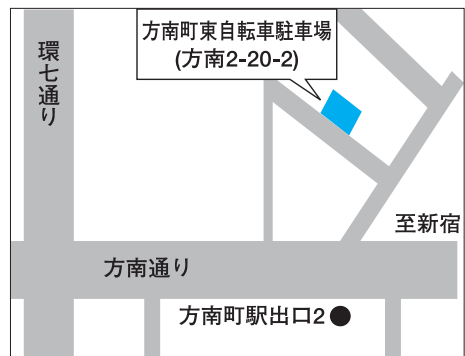 方南町東自転車駐車場
(方南2-20-2)
環七通り
至新宿
方南通り
方南町駅出口2